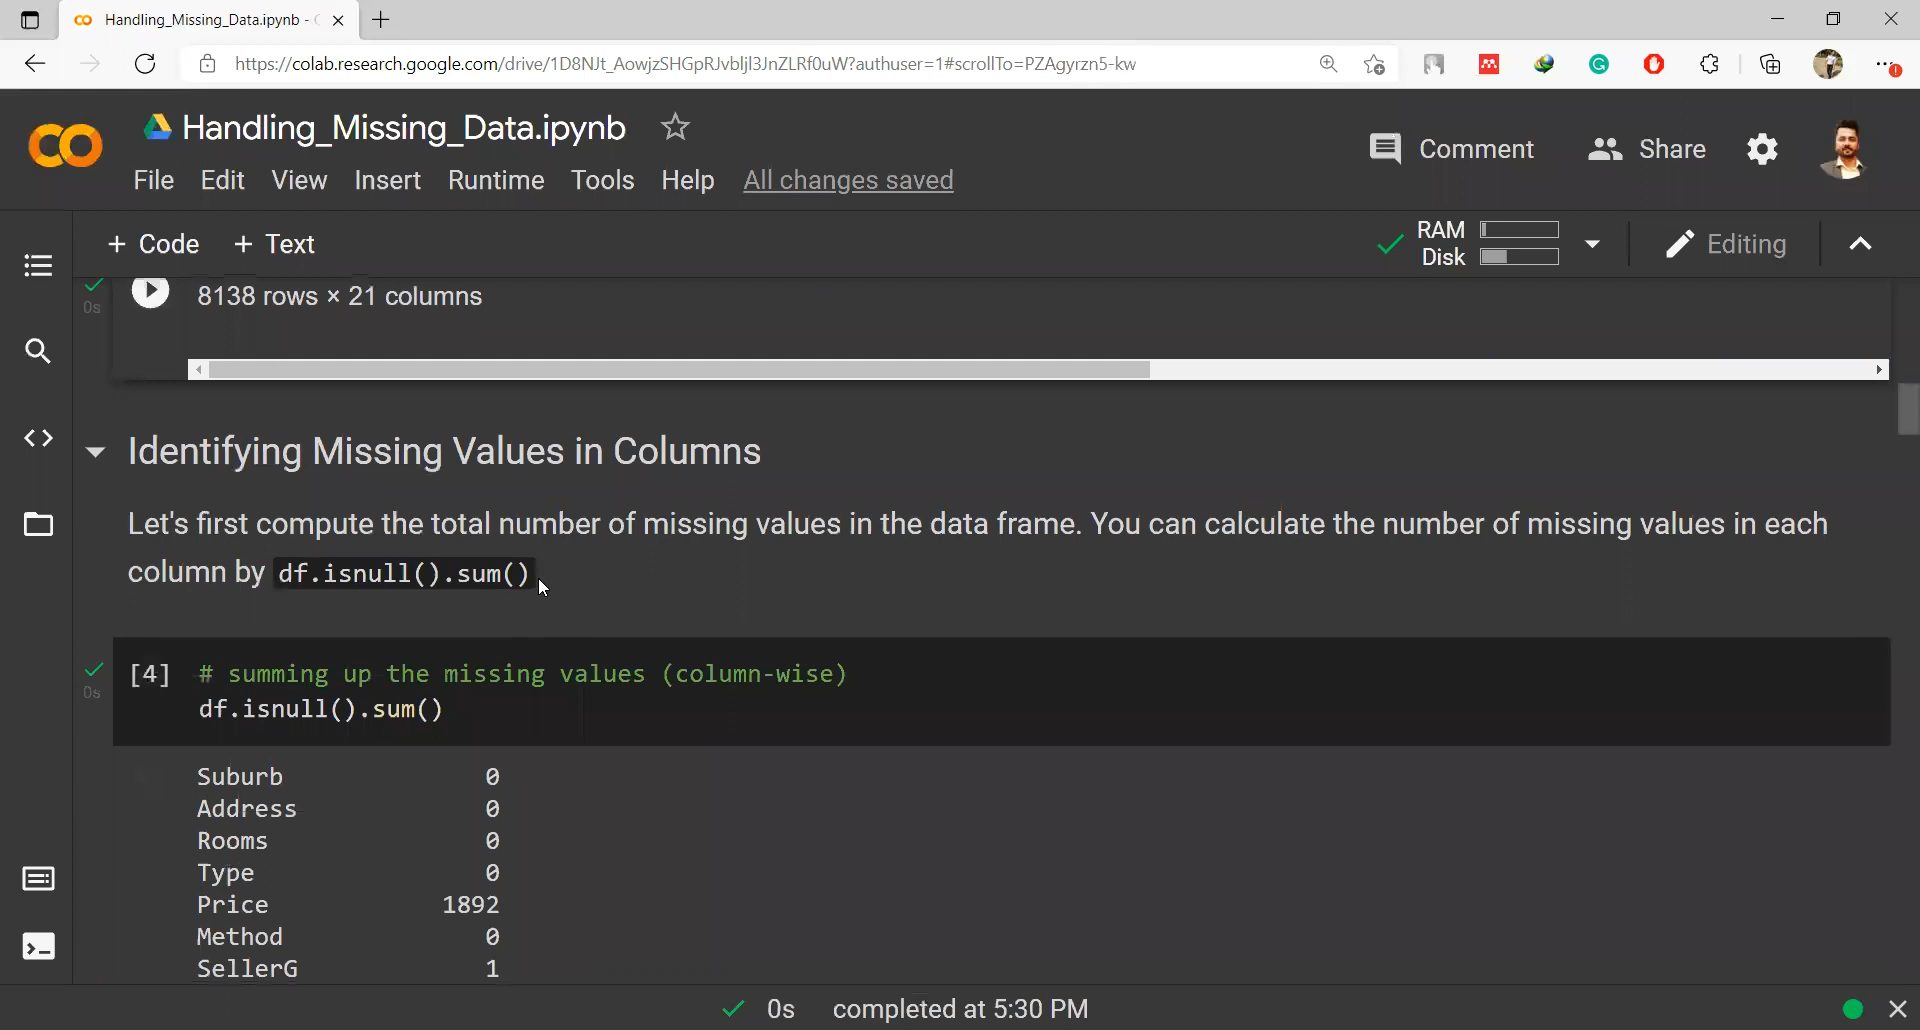 Handling_Missing_Data.ipynb -
https://colab.research.google.com/drive/1D8NJt_AowjzSHGpRJvbljl3JnZLRf0uW?authuser=1#scrollTo=PZAgyrzn5-kw
Handling_Missing_Data.ipynb
Comment
Share
File Edit View Insert Runtime Tools Help All changes saved
+ Code + Text
RAM
Disk
Editing
0s
8138 rows × 21 columns
Identifying Missing Values in Columns
Let's first compute the total number of missing values in the data frame. You can calculate the number of missing values in each
column by df.isnull().sum()
[4] # summing up the missing values (column-wise)
0s
df.isnull().sum()
Suburb 0
Address 0
Rooms 0
Type 0
Price 1892
Method 0
SellerG 1
0s completed at 5:30 PM